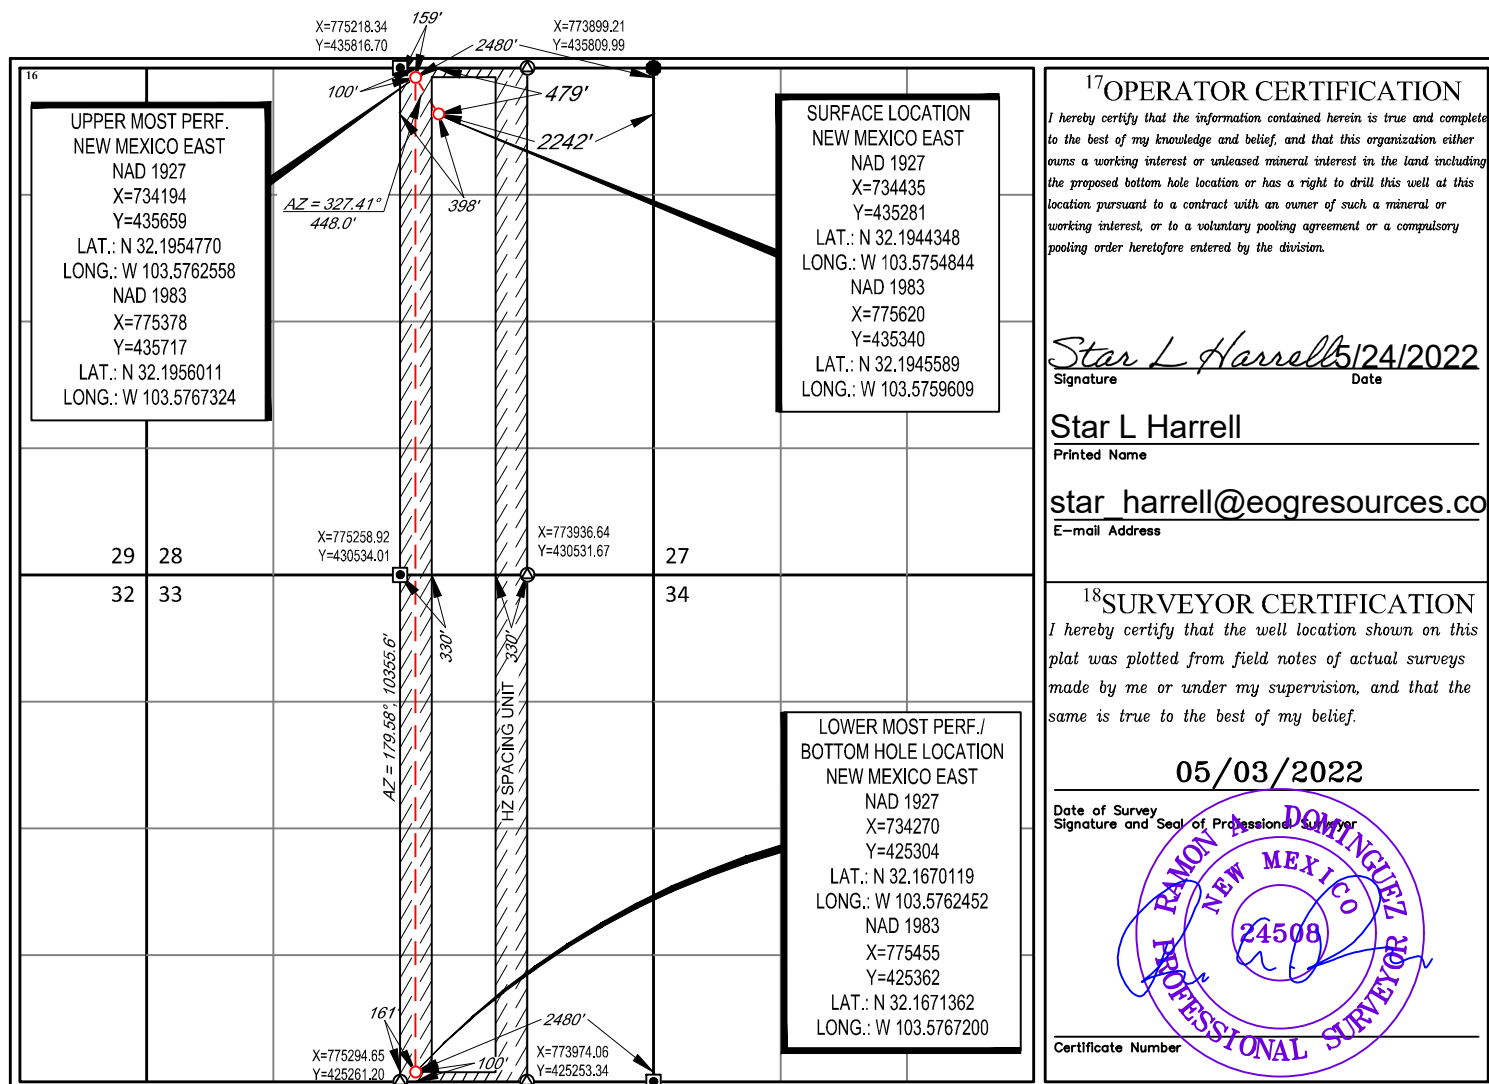 X=775218.34
Y=435816.70
159'
2480'
X=773899.21
Y=435809.99
16
100'
479'
2242'
398'
AZ = 327.41°
448.0'
UPPER MOST PERF.
NEW MEXICO EAST
NAD 1927
X=734194
Y=435659
LAT.: N 32.1954770
LONG.: W 103.5762558
NAD 1983
X=775378
Y=435717
LAT.: N 32.1956011
LONG.: W 103.5767324
SURFACE LOCATION
NEW MEXICO EAST
NAD 1927
X=734435
Y=435281
LAT.: N 32.1944348
LONG.: W 103.5754844
NAD 1983
X=775620
Y=435340
LAT.: N 32.1945589
LONG.: W 103.5759609
X=775258.92
Y=430534.01
X=773936.64
Y=430531.67
29
28
27
32
33
34
330'
330'
AZ = 179.58°, 10355.6'
HZ SPACING UNIT
LOWER MOST PERF./
BOTTOM HOLE LOCATION
NEW MEXICO EAST
NAD 1927
X=734270
Y=425304
LAT.: N 32.1670119
LONG.: W 103.5762452
NAD 1983
X=775455
Y=425362
LAT.: N 32.1671362
LONG.: W 103.5767200
161'
2480'
100'
X=775294.65
Y=425261.20
X=773974.06
Y=425253.34
17OPERATOR CERTIFICATION
I hereby certify that the information contained herein is true and complete
to the best of my knowledge and belief, and that this organization either
owns a working interest or unleased mineral interest in the land including
the proposed bottom hole location or has a right to drill this well at this
location pursuant to a contract with an owner of such a mineral or
working interest, or to a voluntary pooling agreement or a compulsory
pooling order heretofore entered by the division.
Star L Harrell 5/24/2022
Signature Date
Star L Harrell
Printed Name
star_harrell@eogresources.co
E-mail Address
18SURVEYOR CERTIFICATION
I hereby certify that the well location shown on this
plat was plotted from field notes of actual surveys
made by me or under my supervision, and that the
same is true to the best of my belief.
05/03/2022
Date of Survey
Signature and Seal of Professional Surveyor
RAMON A. DOMINGUEZ
NEW MEXICO
24508
PROFESSIONAL SURVEYOR
Certificate Number